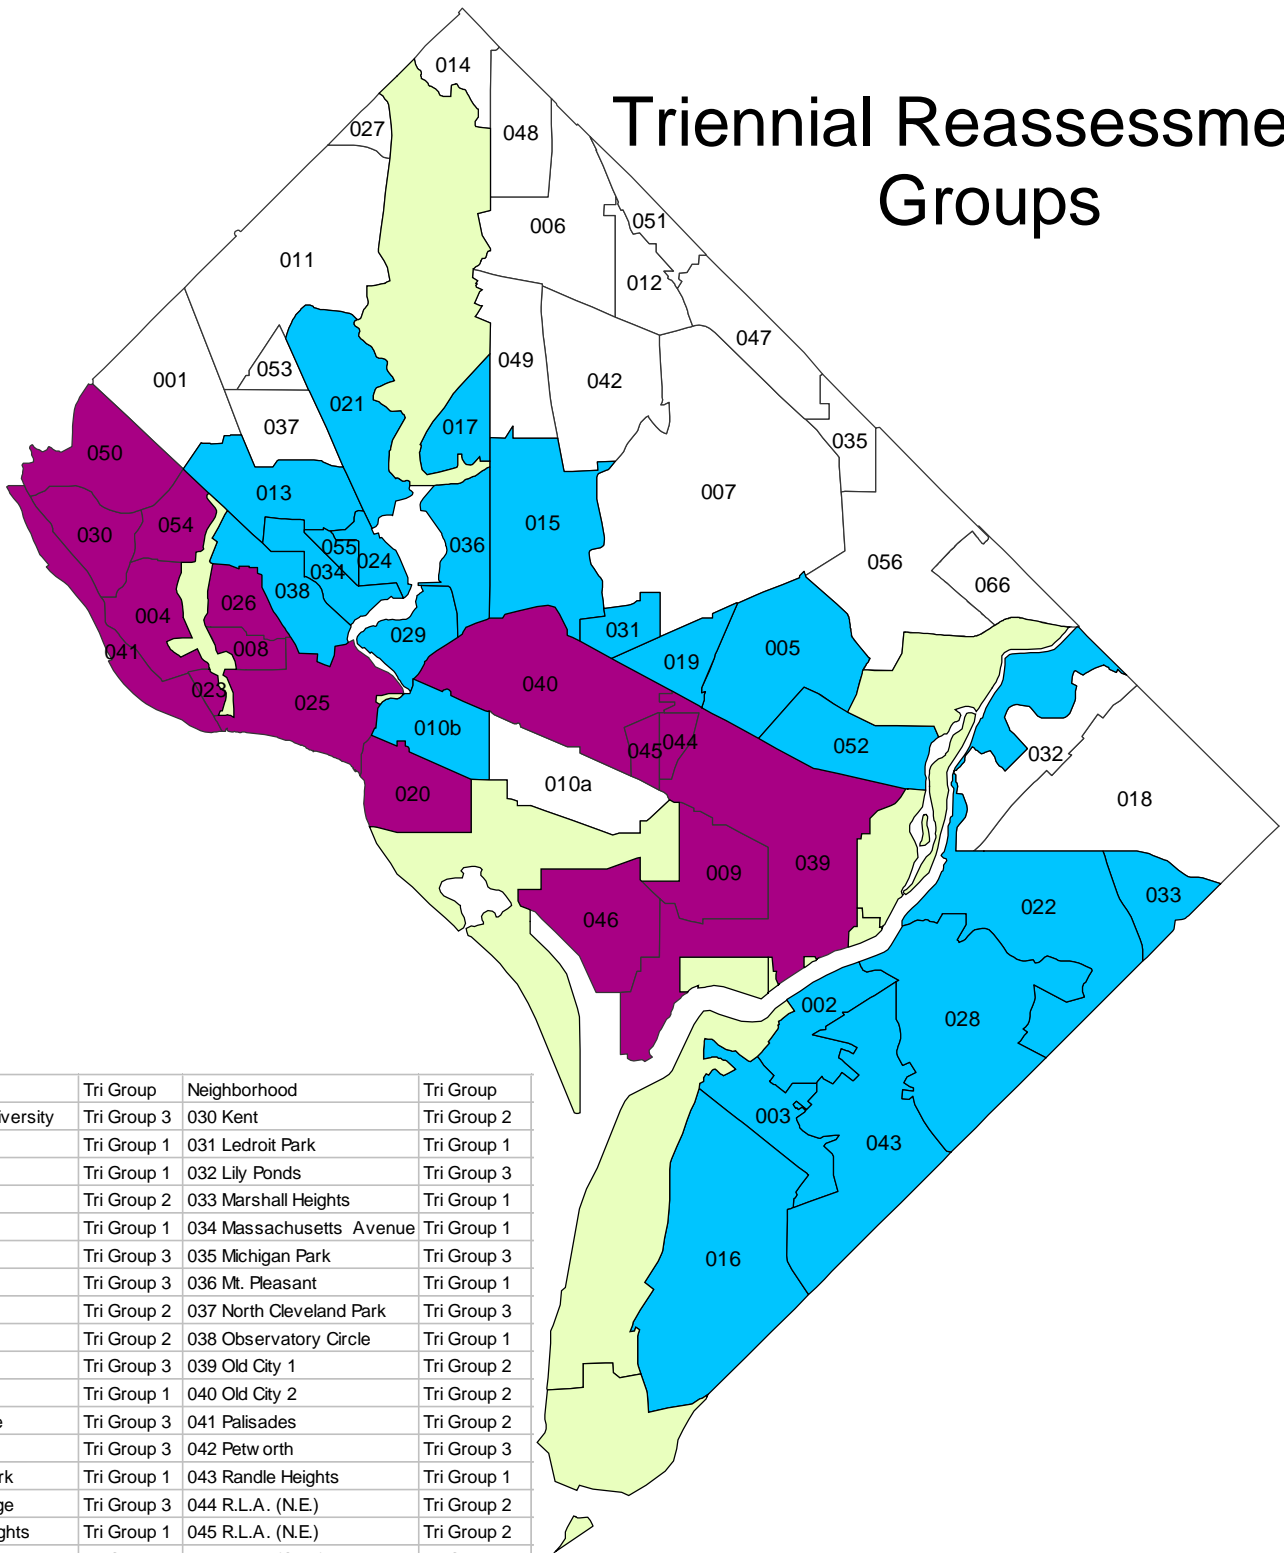 Triennial Reassessme
Groups
014
027
048
051
006
011
012
047
053
049
001
042
021
017
037
035
050
007
013
015
054
030
036
055
024
056
034
066
038
026
004
031
029
008
005
041
019
040
023
025
010b
045
044
052
032
010a
020
018
009
039
033
022
046
002
028
003
043
016
Tri Group Neighborhood Tri Group
iversity Tri Group 3 030 Kent Tri Group 2
Tri Group 1 031 Ledroit Park Tri Group 1
Tri Group 1 032 Lily Ponds Tri Group 3
Tri Group 2 033 Marshall Heights Tri Group 1
Tri Group 1 034 Massachusetts Avenue Tri Group 1
Tri Group 3 035 Michigan Park Tri Group 3
Tri Group 3 036 Mt. Pleasant Tri Group 1
Tri Group 2 037 North Cleveland Park Tri Group 3
Tri Group 2 038 Observatory Circle Tri Group 1
Tri Group 3 039 Old City 1 Tri Group 2
Tri Group 1 040 Old City 2 Tri Group 2
e Tri Group 3 041 Palisades Tri Group 2
Tri Group 3 042 Petworth Tri Group 3
rk Tri Group 1 043 Randle Heights Tri Group 1
ge Tri Group 3 044 R.L.A. (N.E.) Tri Group 2
ghts Tri Group 1 045 R.L.A. (N.E.) Tri Group 2